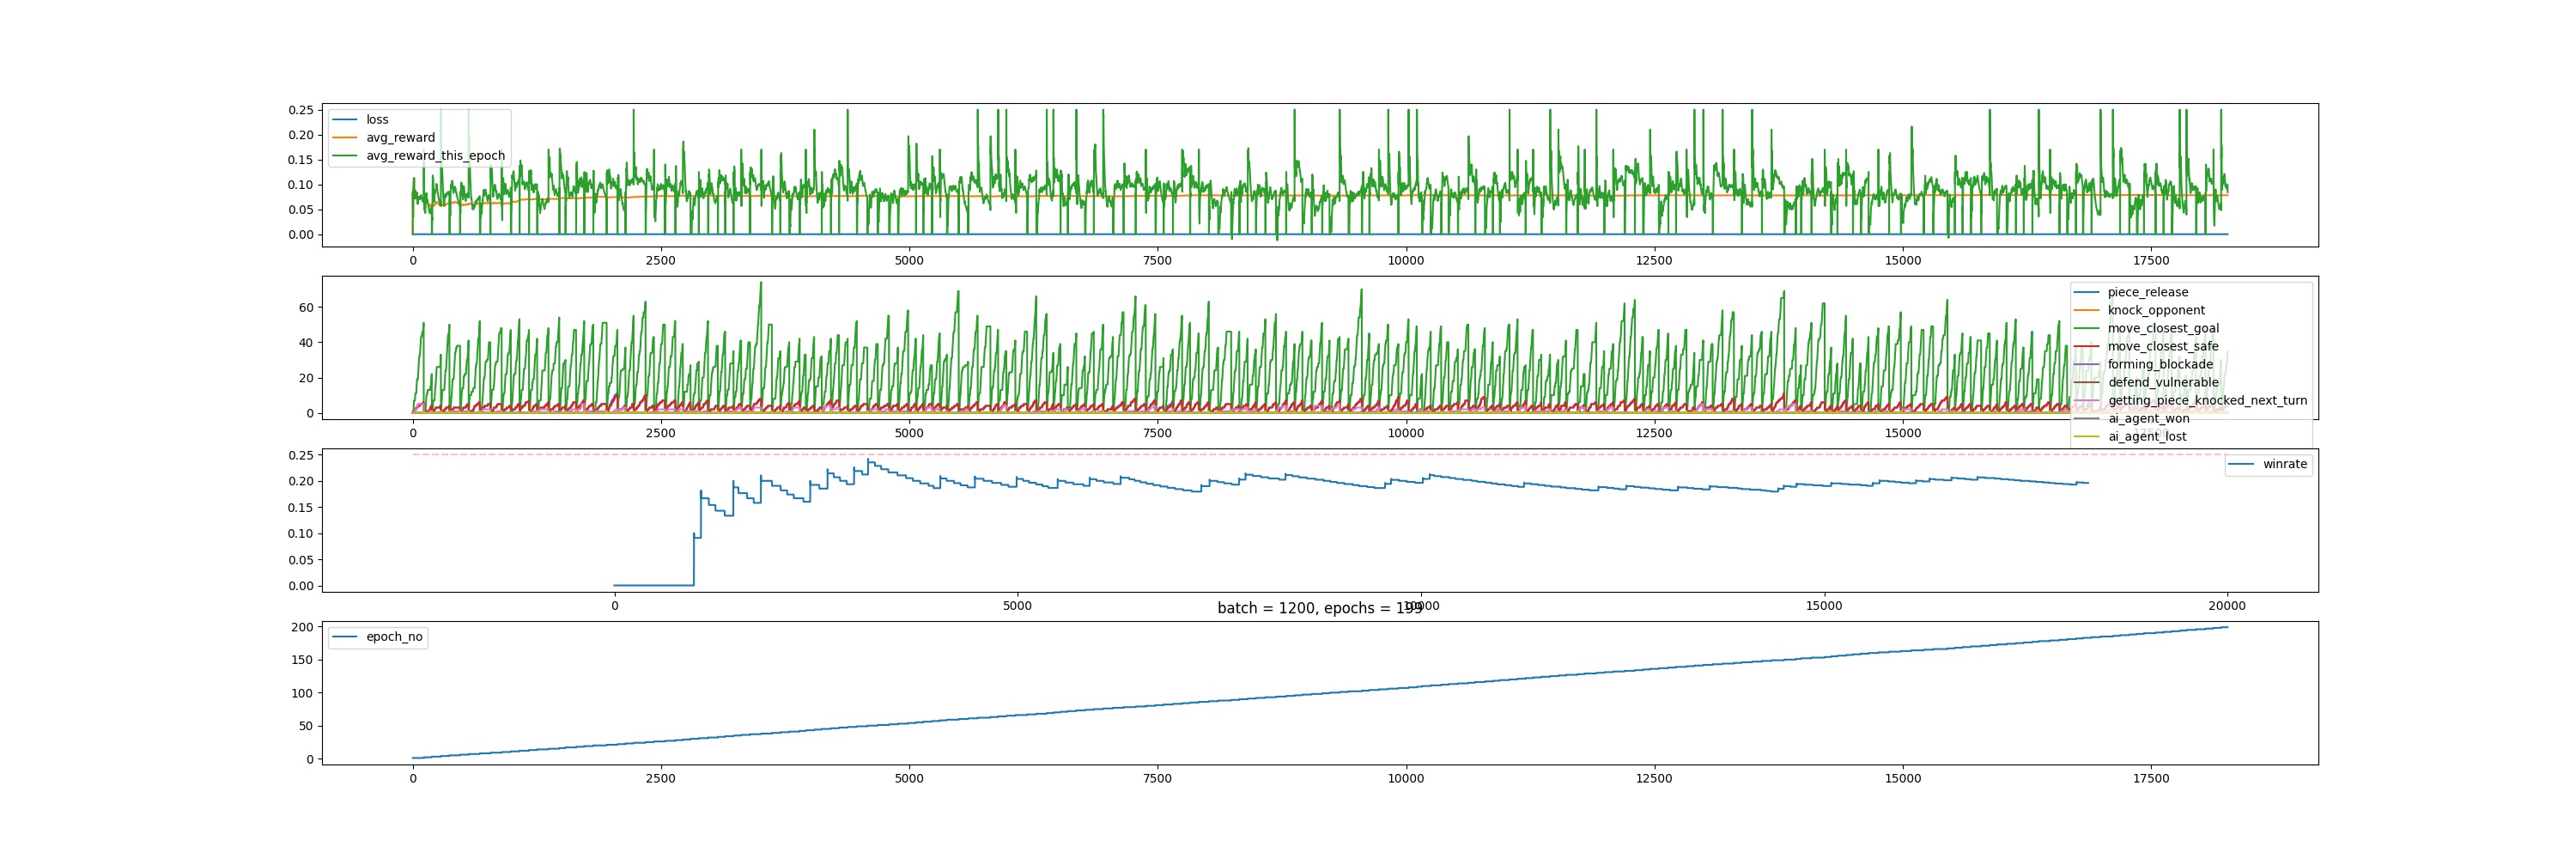 0.25
0.20
0.15
0.10
0.05
0.00
loss
avg_reward
avg_reward_this_epoch
0 2500 5000 7500 10000 12500 15000 17500
60
40
20
0
piece_release
knock_opponent
move_closest_goal
move_closest_safe
forming_blockade
defend_vulnerable
getting_piece_knocked_next_turn
ai_agent_won
ai_agent_lost
0 2500 5000 7500 10000 12500 15000 17500
0.25
0.20
0.15
0.10
0.05
0.00
winrate
0 5000 10000 15000 20000
batch = 1200, epochs = 199
200
150
100
50
0
epoch_no
0 2500 5000 7500 10000 12500 15000 17500